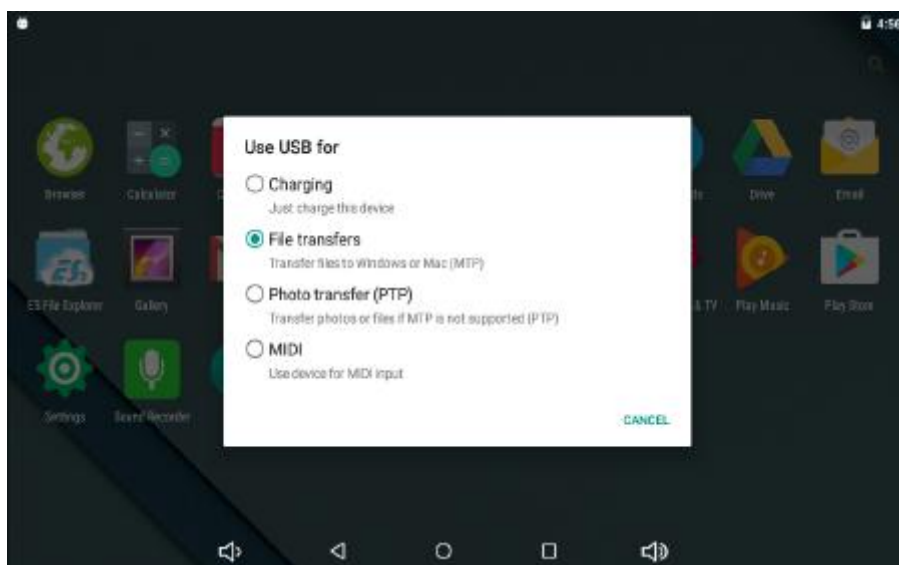 4:56
Use USB for
Charging
Just charge this device
File transfers
Transfer files to Windows or Mac (MTP)
Photo transfer (PTP)
Transfer photos or files if MTP is not supported (PTP)
MIDI
Use device for MIDI input
CANCEL
Browser
Calculator
Drive
Email
ES File Explorer
Gallery
& TV
Play Music
Play Store
Settings
Sound Recorder